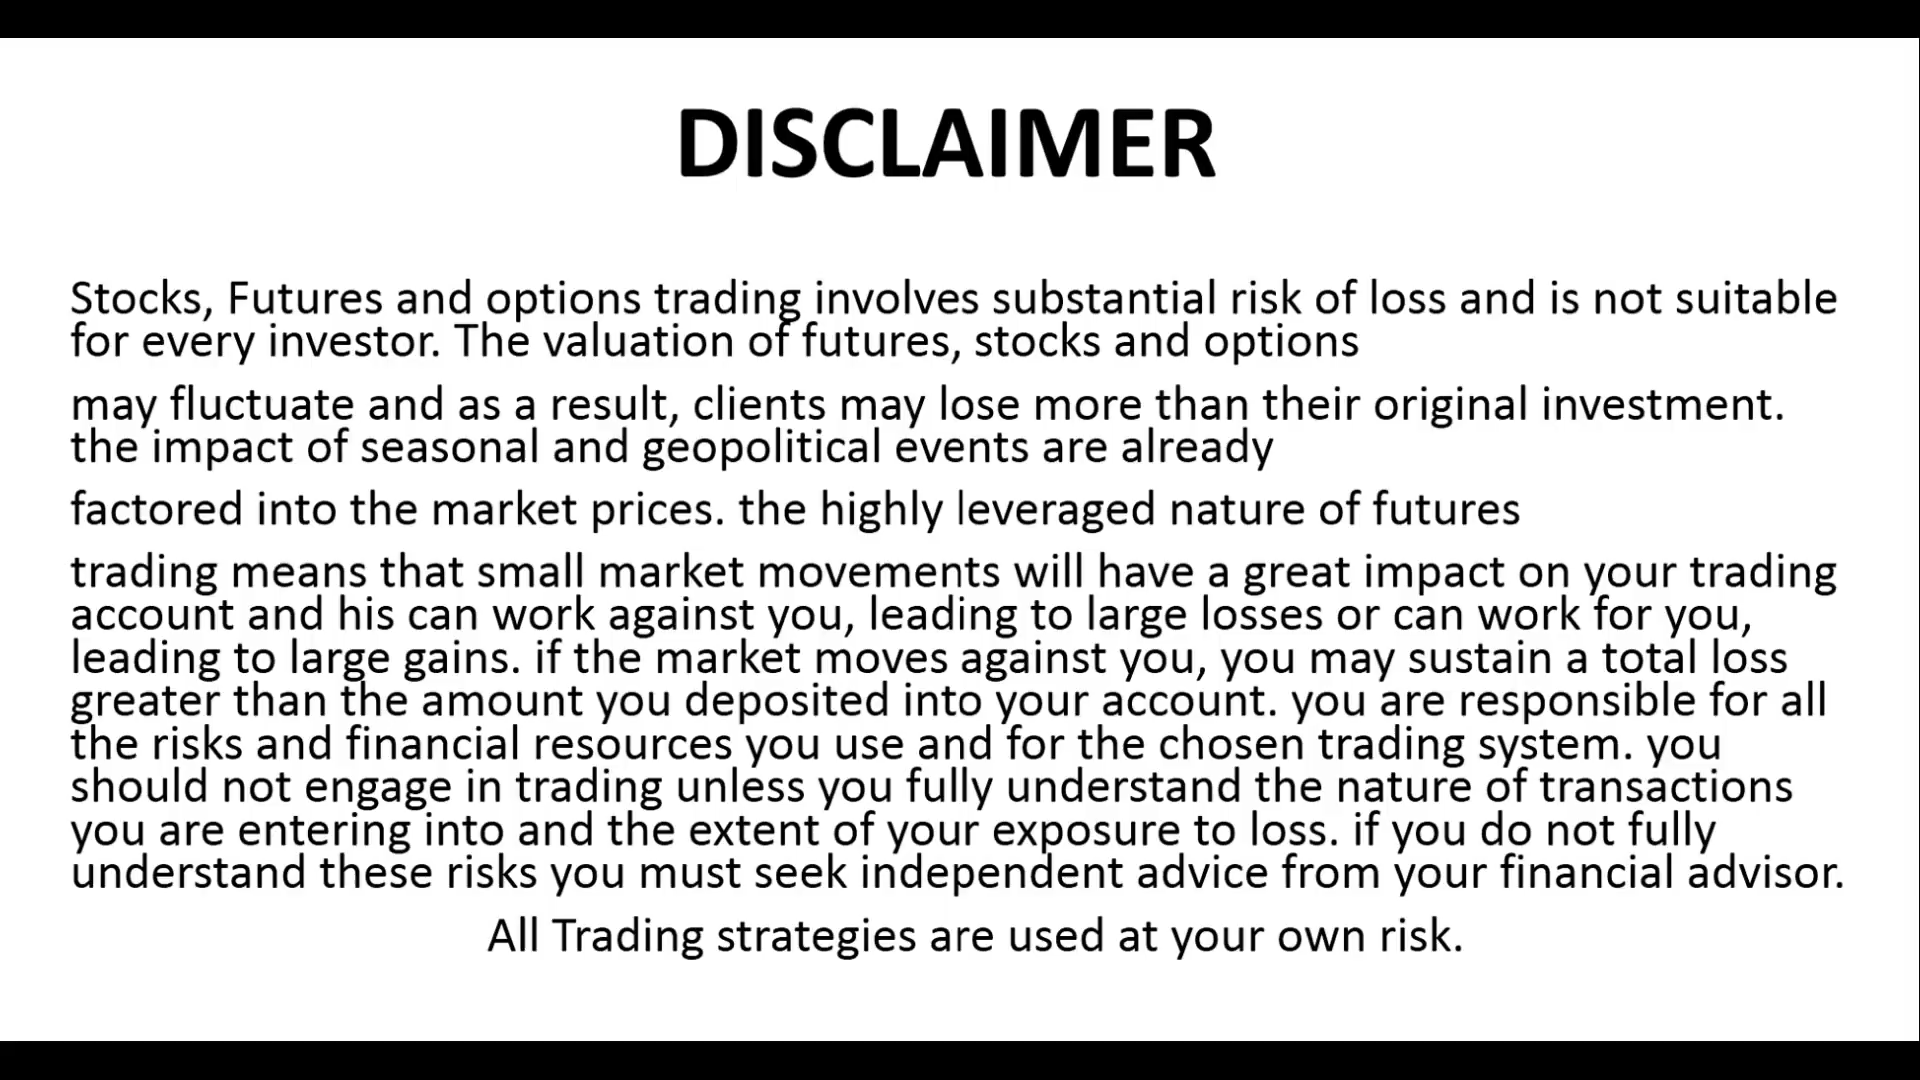 DISCLAIMER
Stocks, Futures and options trading involves substantial risk of loss and is not suitable
for every investor. The valuation of futures, stocks and options
may fluctuate and as a result, clients may lose more than their original investment.
the impact of seasonal and geopolitical events are already
factored into the market prices. the highly leveraged nature of futures
trading means that small market movements will have a great impact on your trading
account and his can work against you, leading to large losses or can work for you,
leading to large gains. if the market moves against you, you may sustain a total loss
greater than the amount you deposited into your account. you are responsible for all
the risks and financial resources you use and for the chosen trading system. you
should not engage in trading unless you fully understand the nature of transactions
you are entering into and the extent of your exposure to loss. if you do not fully
understand these risks you must seek independent advice from your financial advisor.
All Trading strategies are used at your own risk.